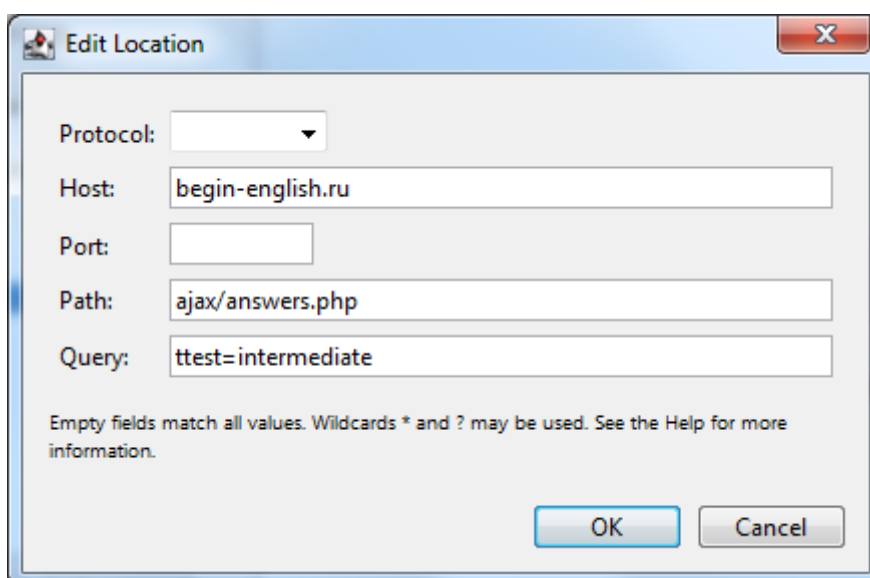 Edit Location
Protocol:
Host: begin-english.ru
Port:
Path: ajax/answers.php
Query: ttest=intermediate
Empty fields match all values. Wildcards * and ? may be used. See the Help for more
information.
OK Cancel